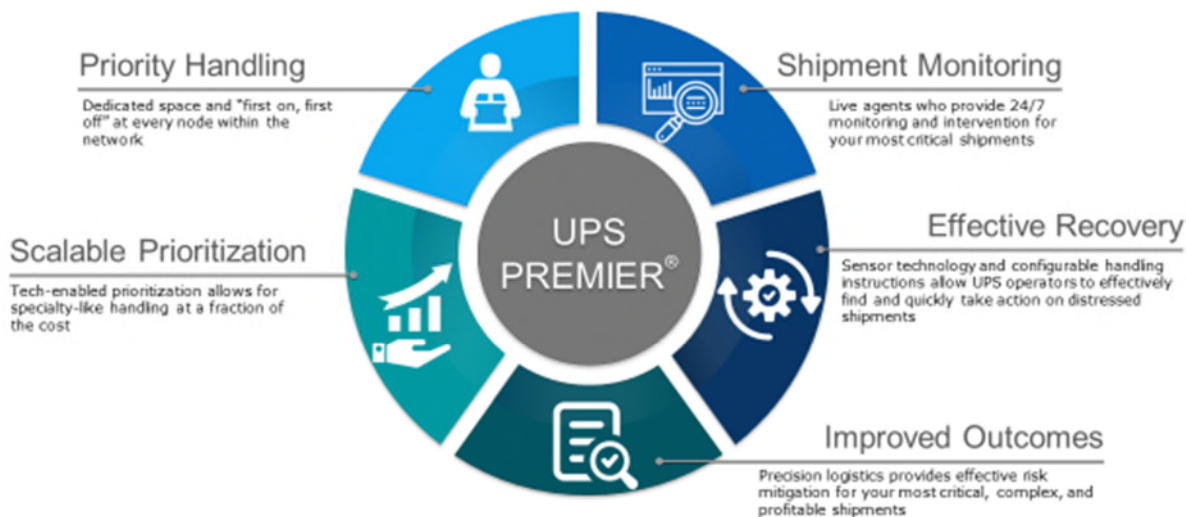 Priority Handling
Dedicated space and "first on, first
off" at every node within the
network
Shipment Monitoring
Live agents who provide 24/7
monitoring and intervention for
your most critical shipments
UPS
PREMIER®
Scalable Prioritization
Tech-enabled prioritization allows for
specialty-like handling at a fraction of
the cost
Effective Recovery
Sensor technology and configurable handling
instructions allow UPS operators to effectively
find and quickly take action on distressed
shipments
Improved Outcomes
Precision logistics provides effective risk
mitigation for your most critical, complex, and
profitable shipments